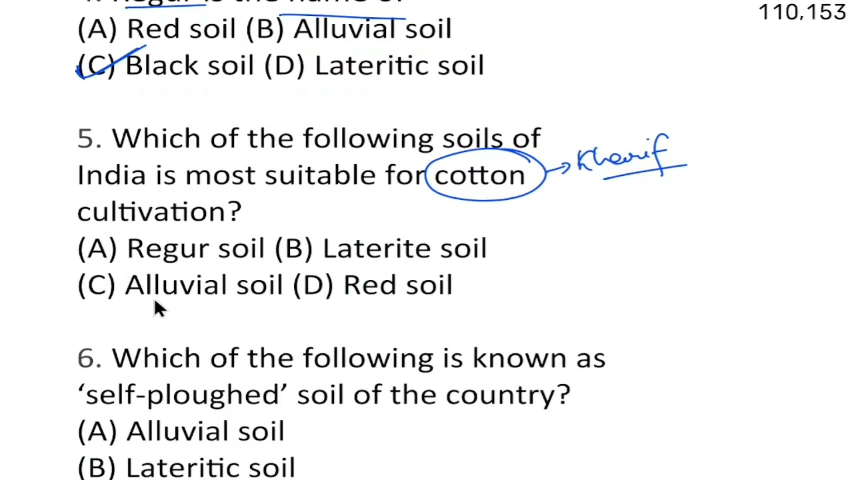 110,153
(A) Red soil (B) Alluvial soil
(C) Black soil (D) Lateritic soil
5. Which of the following soils of
India is most suitable for cotton → Kharif
cultivation?
(A) Regur soil (B) Laterite soil
(C) Alluvial soil (D) Red soil
6. Which of the following is known as
‘self-ploughed’ soil of the country?
(A) Alluvial soil
(B) Lateritic soil